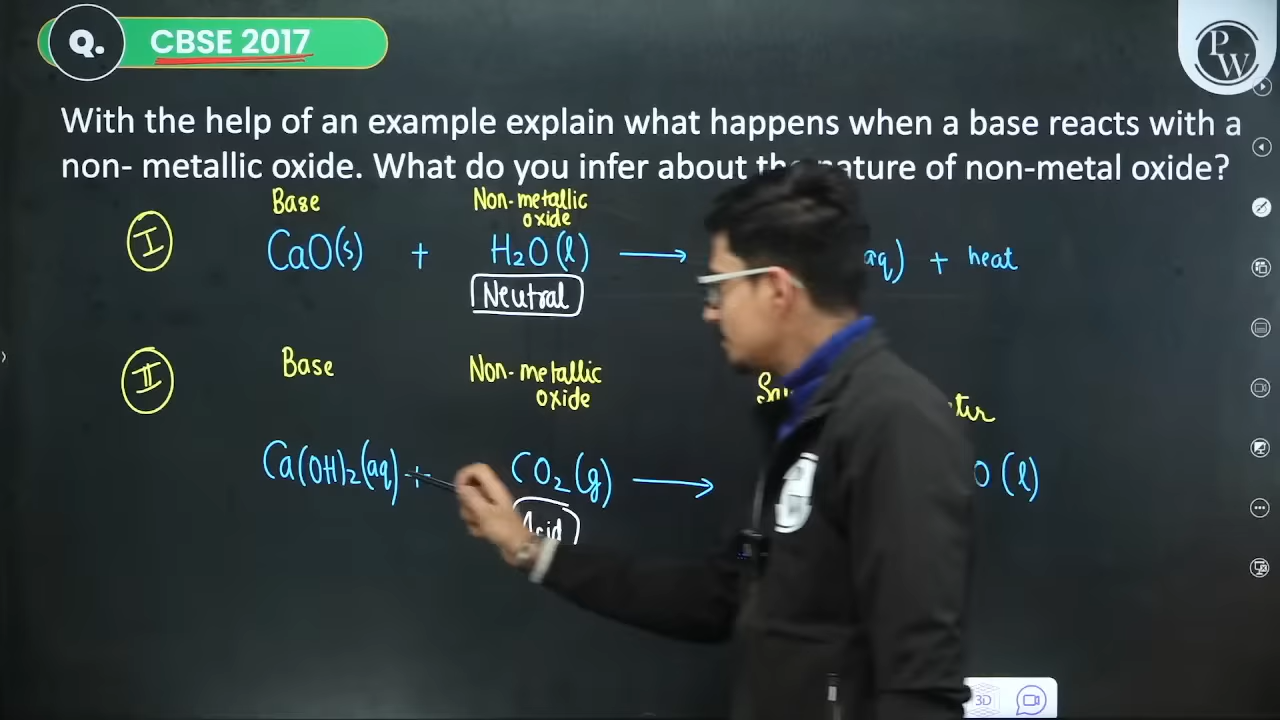 Q. CBSE 2017
PW
With the help of an example explain what happens when a base reacts with a
non- metallic oxide. What do you infer about the nature of non-metal oxide?
Base Non-metallic
oxide
I CaO(s) + H₂O(l) ⟶ aq) + heat
Neutral
II Base Non-metallic
oxide
Ca(OH)₂(aq) + CO₂(g) ⟶ O(l)
Acid
3D